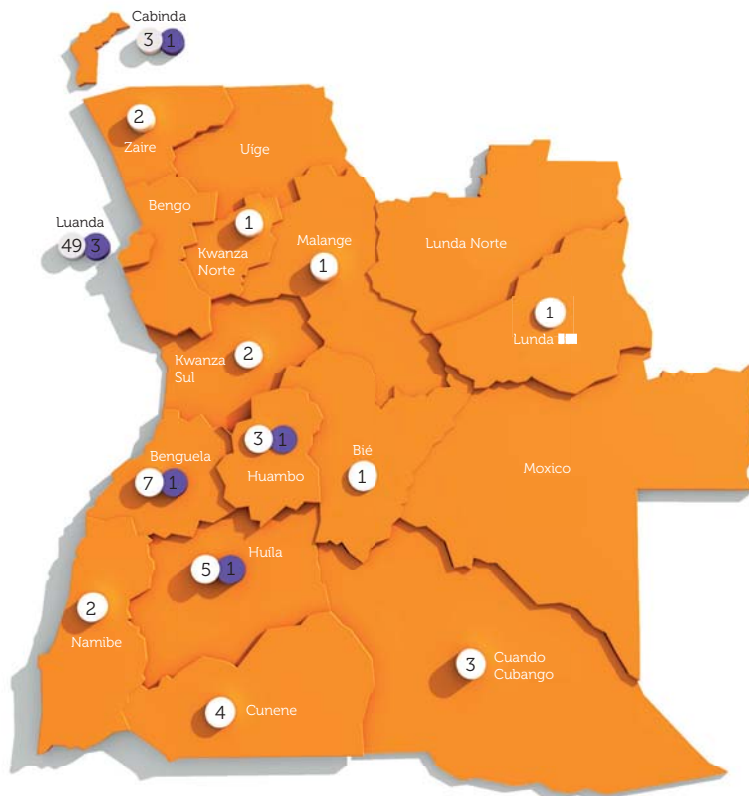 Cabinda
3 1
2
Zaire
Uíge
Bengo
Luanda
49 3
1
Kwanza
Norte
Malange
1
Lunda Norte
1
Lunda
2
Kwanza
Sul
3 1
Huambo
Benguela
7 1
Bié
1
Moxico
Huíla
5 1
2
Namibe
3
Cuando
Cubango
4
Cunene